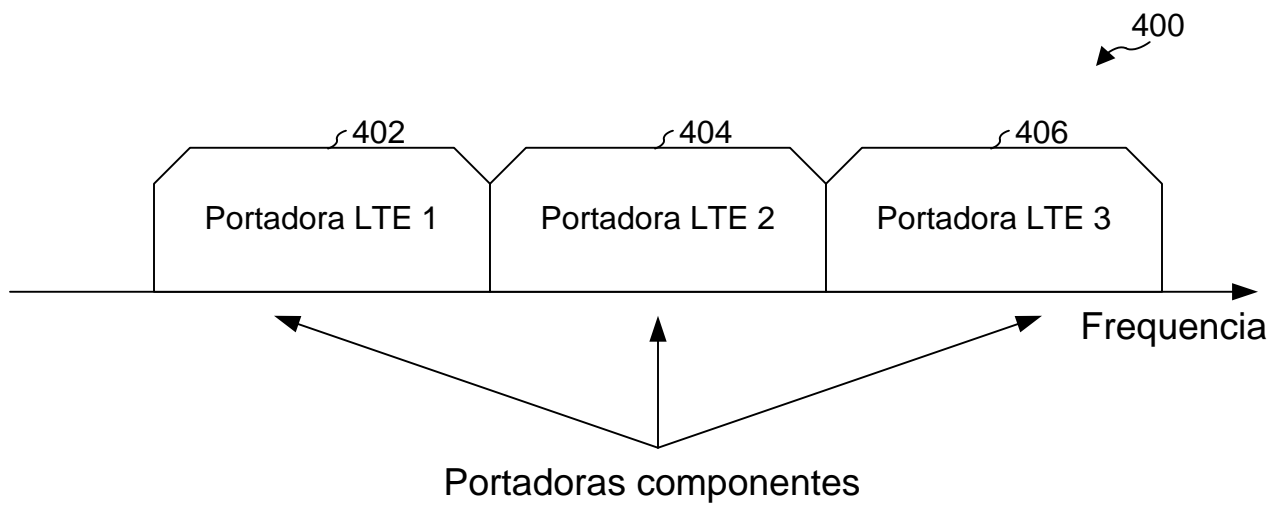 400
402
404
406
Portadora LTE 1
Portadora LTE 2
Portadora LTE 3
Frequencia
Portadoras componentes